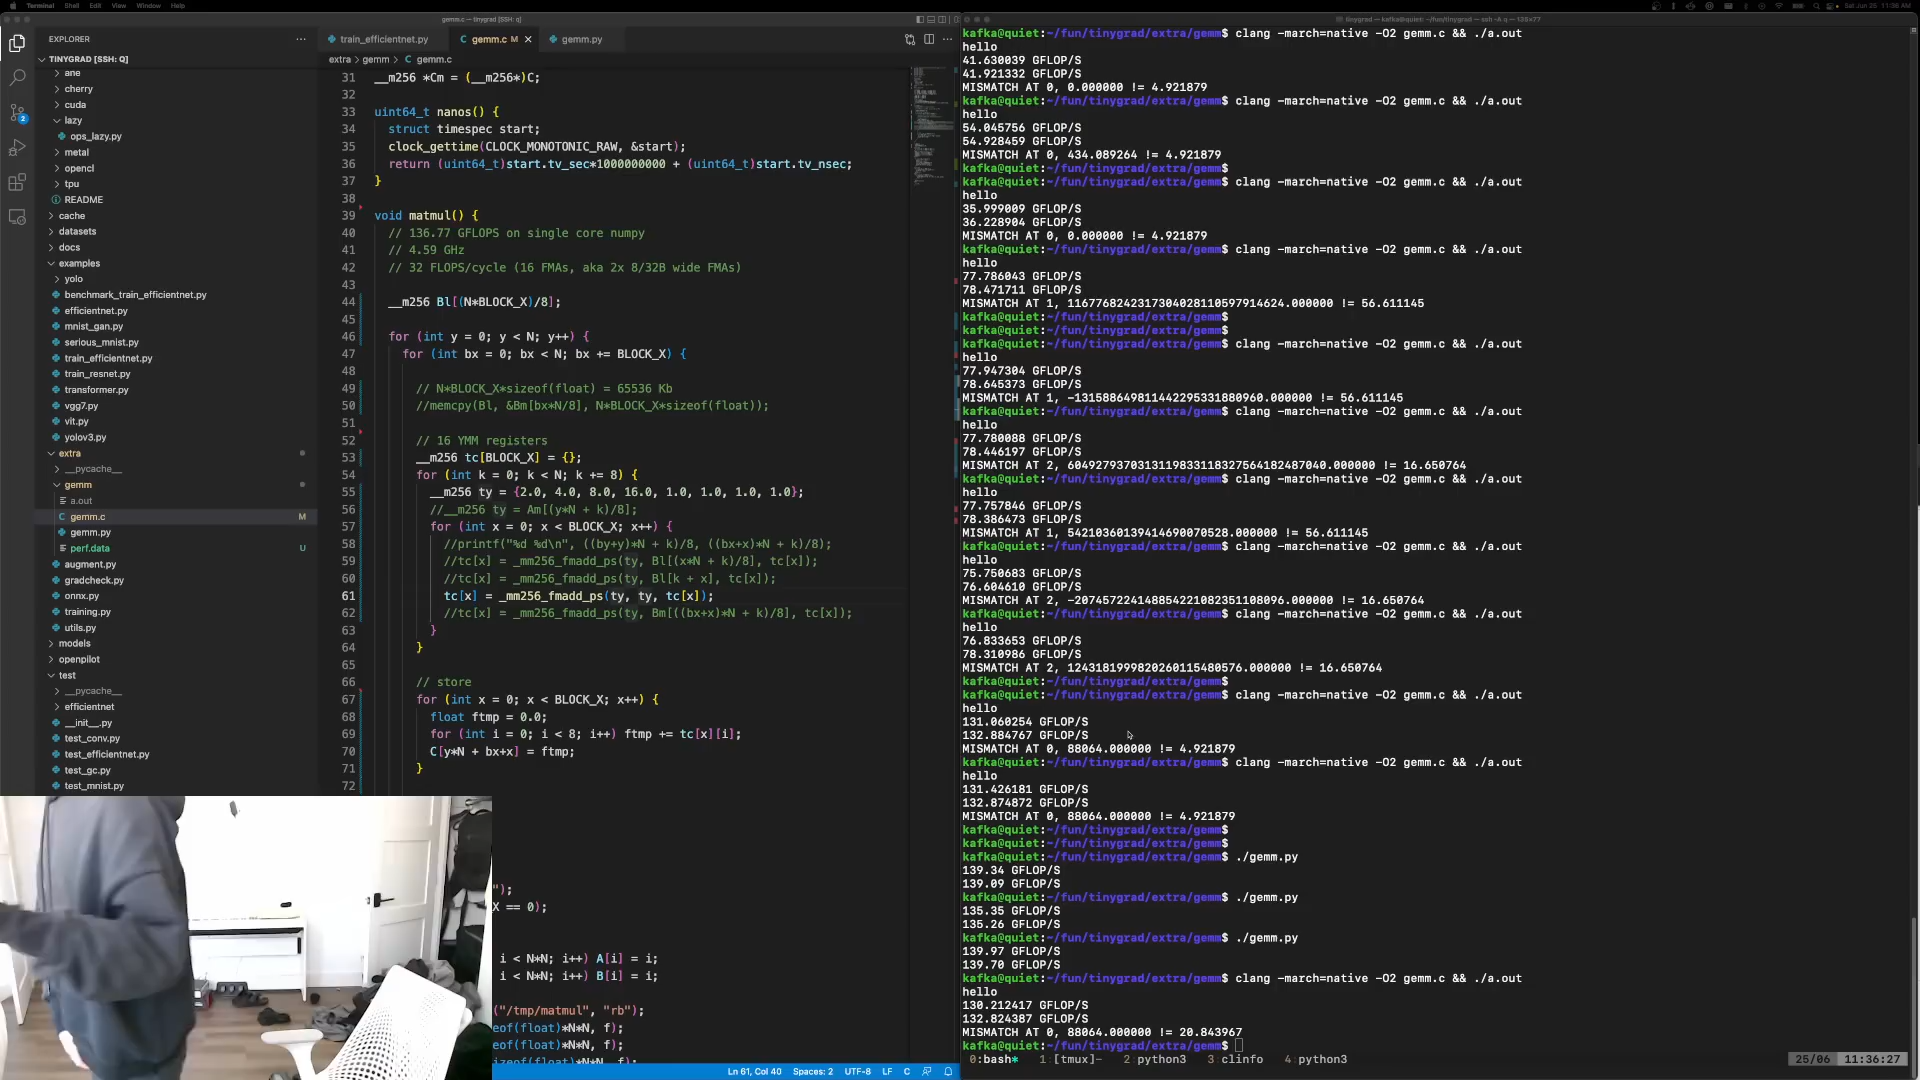 Terminal Shell Edit View Window Help
Sat Jun 25 11:36 AM
gemm.c — tinygrad [SSH: q]
EXPLORER
TINYGRAD [SSH: Q]
ane
cherry
cuda
lazy
ops_lazy.py
metal
opencl
tpu
README
cache
datasets
docs
examples
yolo
benchmark_train_efficientnet.py
efficientnet.py
mnist_gan.py
serious_mnist.py
train_efficientnet.py
train_resnet.py
transformer.py
vgg7.py
vit.py
yolov3.py
extra
__pycache__
gemm
a.out
gemm.c M
gemm.py
perf.data U
augment.py
gradcheck.py
onnx.py
training.py
utils.py
models
openpilot
test
__pycache__
efficientnet
__init__.py
test_conv.py
test_efficientnet.py
test_gc.py
test_mnist.py
2
train_efficientnet.py gemm.c M gemm.py
extra > gemm > gemm.c
31 __m256 *Cm = (__m256*)C;
32
33 uint64_t nanos() {
34 struct timespec start;
35 clock_gettime(CLOCK_MONOTONIC_RAW, &start);
36 return (uint64_t)start.tv_sec*1000000000 + (uint64_t)start.tv_nsec;
37 }
38
39 void matmul() {
40 // 136.77 GFLOPS on single core numpy
41 // 4.59 GHz
42 // 32 FLOPS/cycle (16 FMAs, aka 2x 8/32B wide FMAs)
43
44 __m256 Bl[(N*BLOCK_X)/8];
45
46 for (int y = 0; y < N; y++) {
47 for (int bx = 0; bx < N; bx += BLOCK_X) {
48
49 // N*BLOCK_X*sizeof(float) = 65536 Kb
50 //memcpy(Bl, &Bm[bx*N/8], N*BLOCK_X*sizeof(float));
51
52 // 16 YMM registers
53 __m256 tc[BLOCK_X] = {};
54 for (int k = 0; k < N; k += 8) {
55 __m256 ty = {2.0, 4.0, 8.0, 16.0, 1.0, 1.0, 1.0, 1.0};
56 //__m256 ty = Am[(y*N + k)/8];
57 for (int x = 0; x < BLOCK_X; x++) {
58 //printf("%d %d\n", ((by+y)*N + k)/8, ((bx+x)*N + k)/8);
59 //tc[x] = _mm256_fmadd_ps(ty, Bl[(x*N + k)/8], tc[x]);
60 //tc[x] = _mm256_fmadd_ps(ty, Bl[k + x], tc[x]);
61 tc[x] = _mm256_fmadd_ps(ty, ty, tc[x]);
62 //tc[x] = _mm256_fmadd_ps(ty, Bm[((bx+x)*N + k)/8], tc[x]);
63 }
64 }
65
66 // store
67 for (int x = 0; x < BLOCK_X; x++) {
68 float ftmp = 0.0;
69 for (int i = 0; i < 8; i++) ftmp += tc[x][i];
70 C[y*N + bx+x] = ftmp;
71 }
72
");
X == 0);
i < N*N; i++) A[i] = i;
i < N*N; i++) B[i] = i;
("/tmp/matmul", "rb");
eof(float)*N*N, f);
eof(float)*N*N, f);
izeof(float)*N*N, f);
Ln 61, Col 40 Spaces: 2 UTF-8 LF C
tinygrad — kafka@quiet: ~/fun/tinygrad — ssh -A q — 138×77
kafka@quiet:~/fun/tinygrad/extra/gemm$ clang -march=native -O2 gemm.c && ./a.out
hello
41.630039 GFLOP/S
41.921332 GFLOP/S
MISMATCH AT 0, 0.000000 != 4.921879
kafka@quiet:~/fun/tinygrad/extra/gemm$ clang -march=native -O2 gemm.c && ./a.out
hello
54.045756 GFLOP/S
54.928459 GFLOP/S
MISMATCH AT 0, 434.089264 != 4.921879
kafka@quiet:~/fun/tinygrad/extra/gemm$
kafka@quiet:~/fun/tinygrad/extra/gemm$ clang -march=native -O2 gemm.c && ./a.out
hello
35.999009 GFLOP/S
36.228904 GFLOP/S
MISMATCH AT 0, 0.000000 != 4.921879
kafka@quiet:~/fun/tinygrad/extra/gemm$ clang -march=native -O2 gemm.c && ./a.out
hello
77.786043 GFLOP/S
78.471711 GFLOP/S
MISMATCH AT 1, 11677682423173040281105979146​24.000000 != 56.611145
kafka@quiet:~/fun/tinygrad/extra/gemm$
kafka@quiet:~/fun/tinygrad/extra/gemm$
kafka@quiet:~/fun/tinygrad/extra/gemm$ clang -march=native -O2 gemm.c && ./a.out
hello
77.947304 GFLOP/S
78.645373 GFLOP/S
MISMATCH AT 1, -131588649811442295331880960.000000 != 56.611145
kafka@quiet:~/fun/tinygrad/extra/gemm$ clang -march=native -O2 gemm.c && ./a.out
hello
77.780088 GFLOP/S
78.446197 GFLOP/S
MISMATCH AT 2, 604927937031311983311832756418248​7040.000000 != 16.650764
kafka@quiet:~/fun/tinygrad/extra/gemm$ clang -march=native -O2 gemm.c && ./a.out
hello
77.757846 GFLOP/S
78.386473 GFLOP/S
MISMATCH AT 1, 542103601394414690070528.000000 != 56.611145
kafka@quiet:~/fun/tinygrad/extra/gemm$ clang -march=native -O2 gemm.c && ./a.out
hello
75.750683 GFLOP/S
76.604610 GFLOP/S
MISMATCH AT 2, -20745722414885422108235110809​6.000000 != 16.650764
kafka@quiet:~/fun/tinygrad/extra/gemm$ clang -march=native -O2 gemm.c && ./a.out
hello
76.833653 GFLOP/S
78.310986 GFLOP/S
MISMATCH AT 2, 1243181999820260115480576.000000 != 16.650764
kafka@quiet:~/fun/tinygrad/extra/gemm$
kafka@quiet:~/fun/tinygrad/extra/gemm$ clang -march=native -O2 gemm.c && ./a.out
hello
131.060254 GFLOP/S
132.884767 GFLOP/S
MISMATCH AT 0, 88064.000000 != 4.921879
kafka@quiet:~/fun/tinygrad/extra/gemm$ clang -march=native -O2 gemm.c && ./a.out
hello
131.426181 GFLOP/S
132.874872 GFLOP/S
MISMATCH AT 0, 88064.000000 != 4.921879
kafka@quiet:~/fun/tinygrad/extra/gemm$
kafka@quiet:~/fun/tinygrad/extra/gemm$
kafka@quiet:~/fun/tinygrad/extra/gemm$ ./gemm.py
139.34 GFLOP/S
139.09 GFLOP/S
kafka@quiet:~/fun/tinygrad/extra/gemm$ ./gemm.py
135.35 GFLOP/S
135.26 GFLOP/S
kafka@quiet:~/fun/tinygrad/extra/gemm$ ./gemm.py
139.97 GFLOP/S
139.70 GFLOP/S
kafka@quiet:~/fun/tinygrad/extra/gemm$ clang -march=native -O2 gemm.c && ./a.out
hello
130.212417 GFLOP/S
132.824387 GFLOP/S
MISMATCH AT 0, 88064.000000 != 20.843967
kafka@quiet:~/fun/tinygrad/extra/gemm$
0:bash* 1:[tmux]- 2 python3 3 clinfo 4 python3 25/06 11:36:27